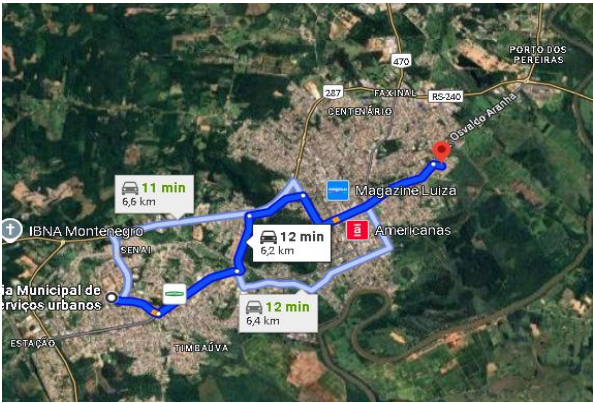 PORTO DOS
PEREIRAS
470
287
FAXINAL
RS-240
CENTENÁRIO
Osvaldo Aranha
11 min
6,6 km
Magazine Luiza
IBNA Montenegro
Americanas
SENAI
12 min
6,2 km
ia Municipal de
erviços urbanos
12 min
6,4 km
ESTAÇÃO
TIMBAÚVA